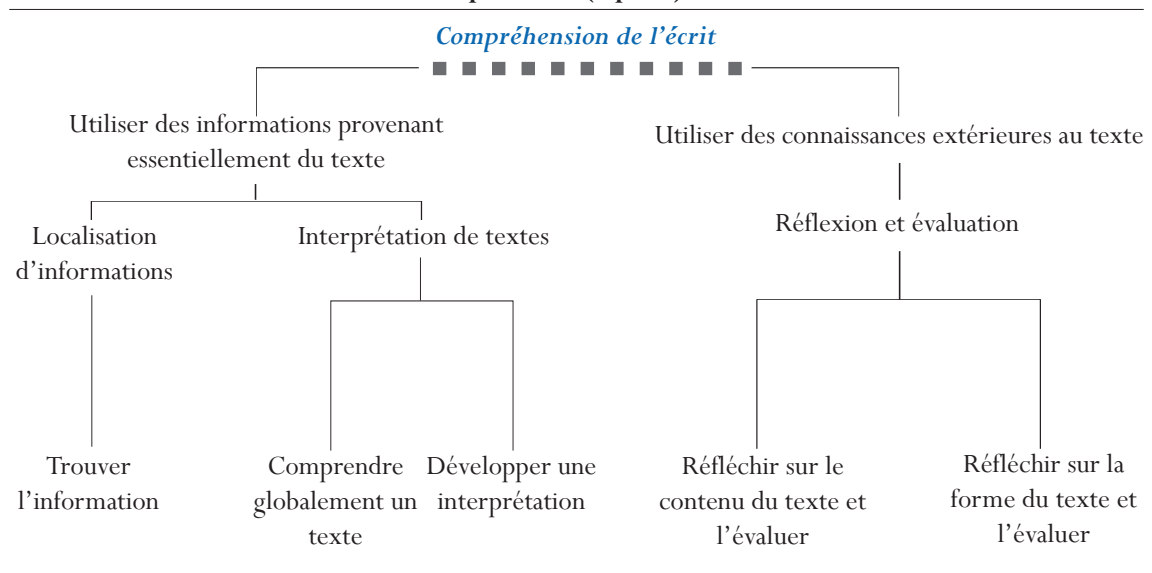 Compréhension de l'écrit
Utiliser des informations provenant
essentiellement du texte
Utiliser des connaissances extérieures au texte
Localisation
d'informations
Interprétation de textes
Réflexion et évaluation
Trouver
l'information
Comprendre
globalement un
texte
Développer une
interprétation
Réfléchir sur le
contenu du texte et
l'évaluer
Réfléchir sur la
forme du texte et
l'évaluer